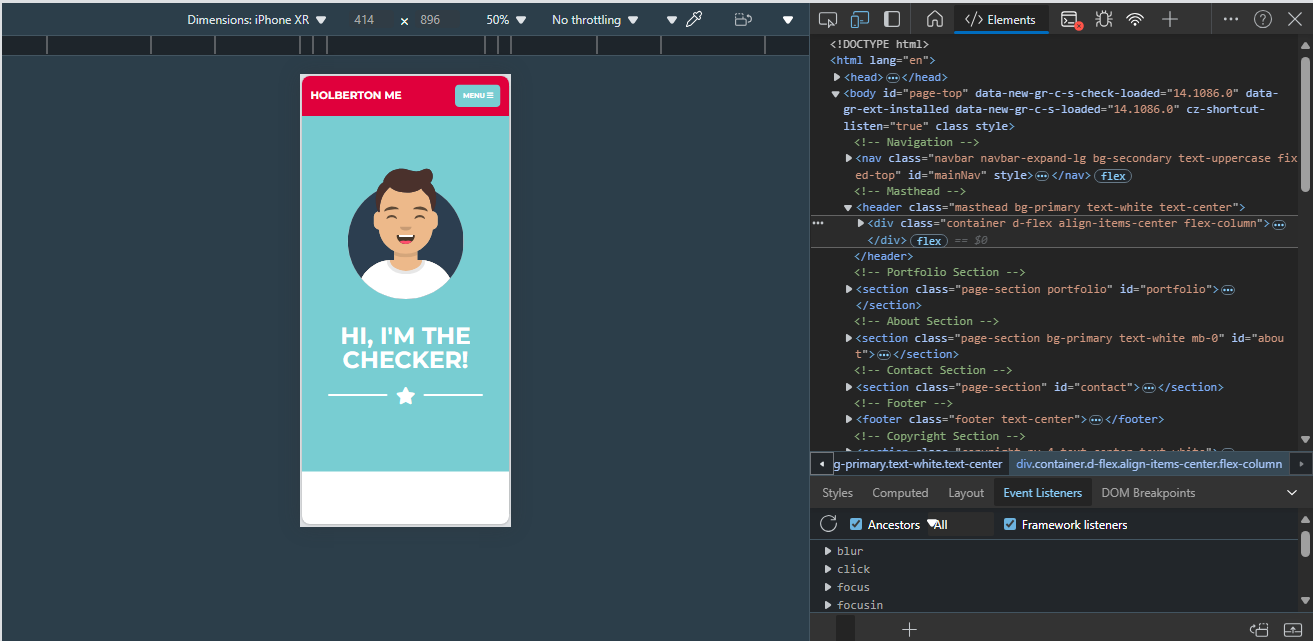 Dimensions: iPhone XR 414 × 896 50% No throttling
HOLBERTON ME MENU
HI, I'M THE
CHECKER!
</> Elements
<!DOCTYPE html>
<html lang="en">
<head> </head>
<body id="page-top" data-new-gr-c-s-check-loaded="14.1086.0" data-
gr-ext-installed data-new-gr-c-s-loaded="14.1086.0" cz-shortcut-
listen="true" class style>
<!-- Navigation -->
<nav class="navbar navbar-expand-lg bg-secondary text-uppercase fix
ed-top" id="mainNav" style> </nav> flex
<!-- Masthead -->
<header class="masthead bg-primary text-white text-center">
<div class="container d-flex align-items-center flex-column">
</div> flex == $0
</header>
<!-- Portfolio Section -->
<section class="page-section portfolio" id="portfolio">
</section>
<!-- About Section -->
<section class="page-section bg-primary text-white mb-0" id="abou
t"> </section>
<!-- Contact Section -->
<section class="page-section" id="contact"> </section>
<!-- Footer -->
<footer class="footer text-center"> </footer>
<!-- Copyright Section -->
g-primary.text-white.text-center div.container.d-flex.align-items-center.flex-column
Styles Computed Layout Event Listeners DOM Breakpoints
Ancestors All Framework listeners
blur
click
focus
focusin